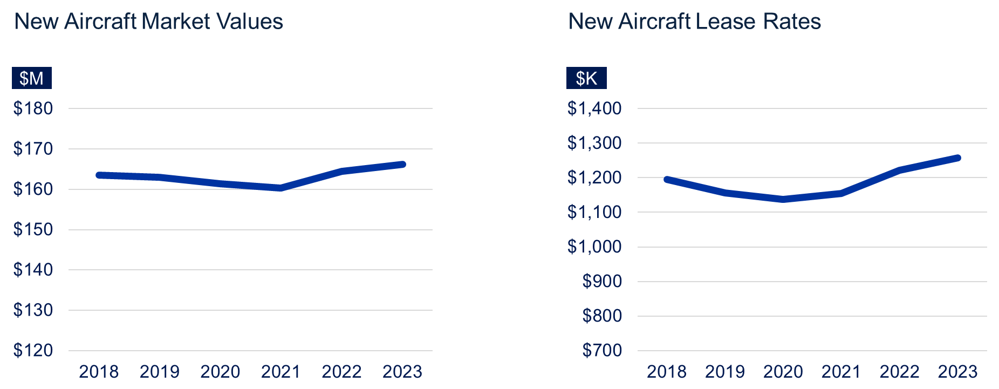 New Aircraft Market Values
$M
$180
$170
$160
$150
$140
$130
$120
2018 2019 2020 2021 2022 2023
New Aircraft Lease Rates
$K
$1,400
$1,300
$1,200
$1,100
$1,000
$900
$800
$700
2018 2019 2020 2021 2022 2023